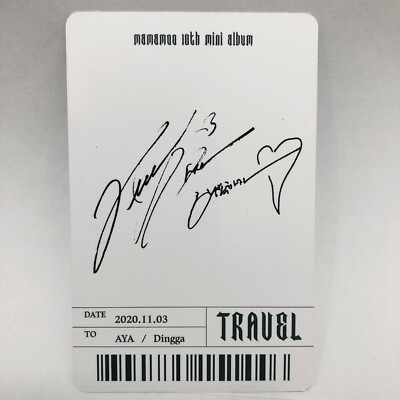 mamamoo 10th mini album
DATE 2020.11.03
TO AYA / Dingga
TRAVEL